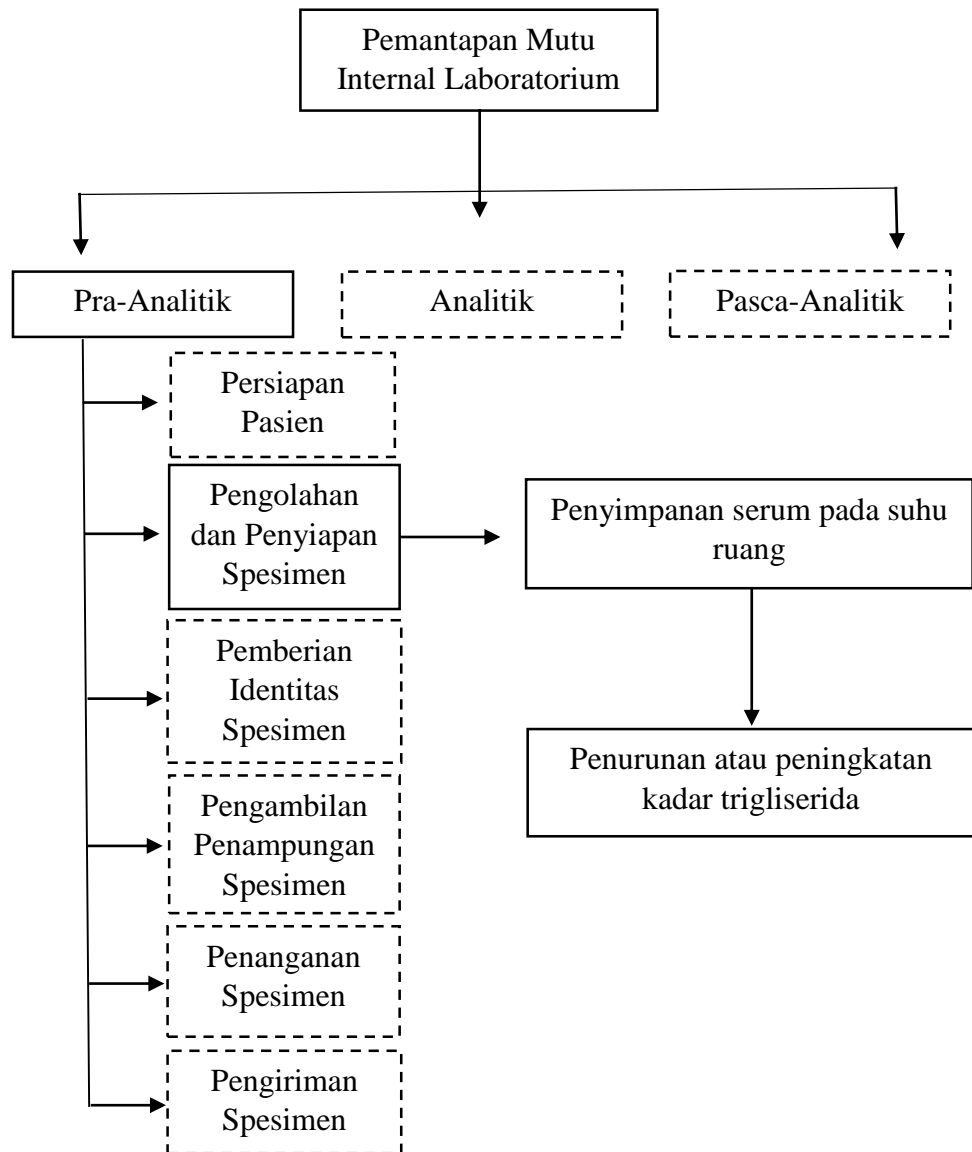 Pemantapan Mutu
Internal Laboratorium
Pra-Analitik
Analitik
Pasca-Analitik
Persiapan
Pasien
Pengolahan
dan Penyiapan
Spesimen
Penyimpanan serum pada suhu
ruang
Pemberian
Identitas
Spesimen
Penurunan atau peningkatan
kadar trigliserida
Pengambilan
Penampungan
Spesimen
Penanganan
Spesimen
Pengiriman
Spesimen